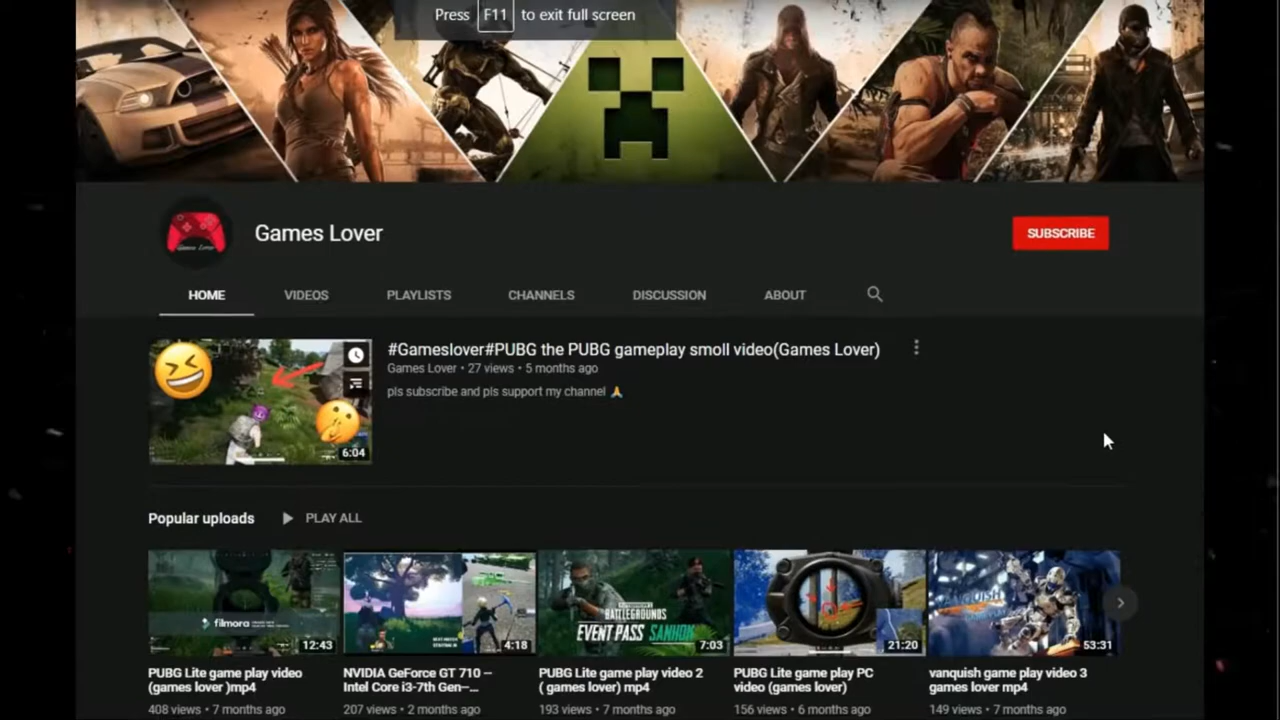 Press F11 to exit full screen
Games Lover
SUBSCRIBE
HOME VIDEOS PLAYLISTS CHANNELS DISCUSSION ABOUT
#Gameslover#PUBG the PUBG gameplay smoll video(Games Lover)
Games Lover • 27 views • 5 months ago
pls subscribe and pls support my channel 🙏
6:04
Popular uploads PLAY ALL
filmora
12:43
4:18
BATTLEGROUNDS
EVENT PASS SANHOK
7:03
21:20
VANQUISH
53:31
PUBG Lite game play video
(games lover )mp4
408 views • 7 months ago
NVIDIA GeForce GT 710 —
Intel Core i3-7th Gen—...
207 views • 2 months ago
PUBG Lite game play video 2
( games lover) mp4
193 views • 7 months ago
PUBG Lite game play PC
video (games lover)
156 views • 6 months ago
vanquish game play video 3
games lover mp4
149 views • 7 months ago